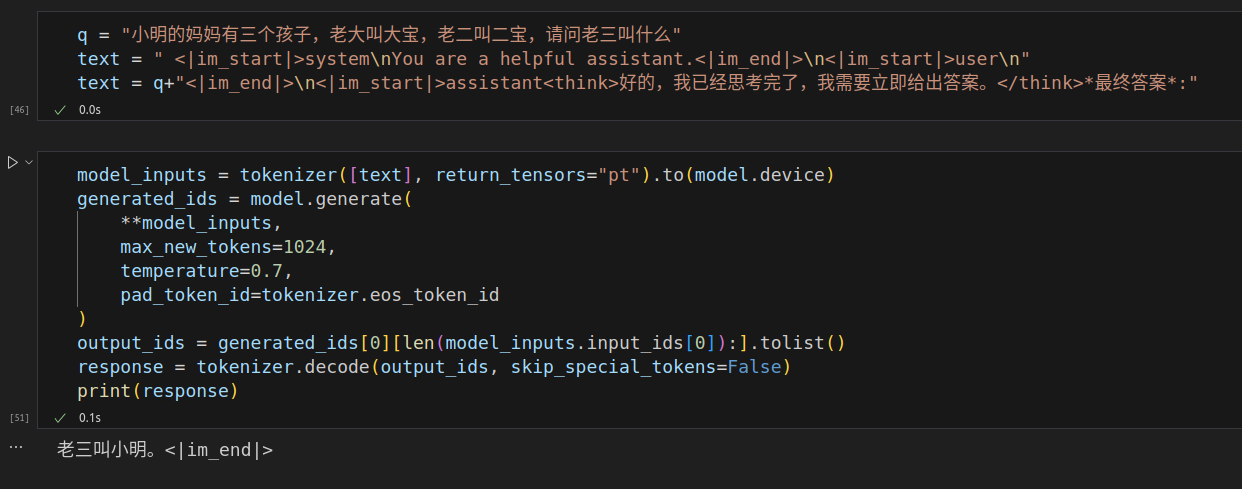 q = "小明的妈妈有三个孩子，老大叫大宝，老二叫二宝，请问老三叫什么"
text = " <|im_start|>system\nYou are a helpful assistant.<|im_end|>\n<|im_start|>user\n"
text = q+"<|im_end|>\n<|im_start|>assistant<think>好的，我已经思考完了，我需要立即给出答案。</think>*最终答案*:"
[46] ✓ 0.0s
model_inputs = tokenizer([text], return_tensors="pt").to(model.device)
generated_ids = model.generate(
    **model_inputs,
    max_new_tokens=1024,
    temperature=0.7,
    pad_token_id=tokenizer.eos_token_id
)
output_ids = generated_ids[0][len(model_inputs.input_ids[0]):].tolist()
response = tokenizer.decode(output_ids, skip_special_tokens=False)
print(response)
[51] ✓ 0.1s
... 老三叫小明。<|im_end|>